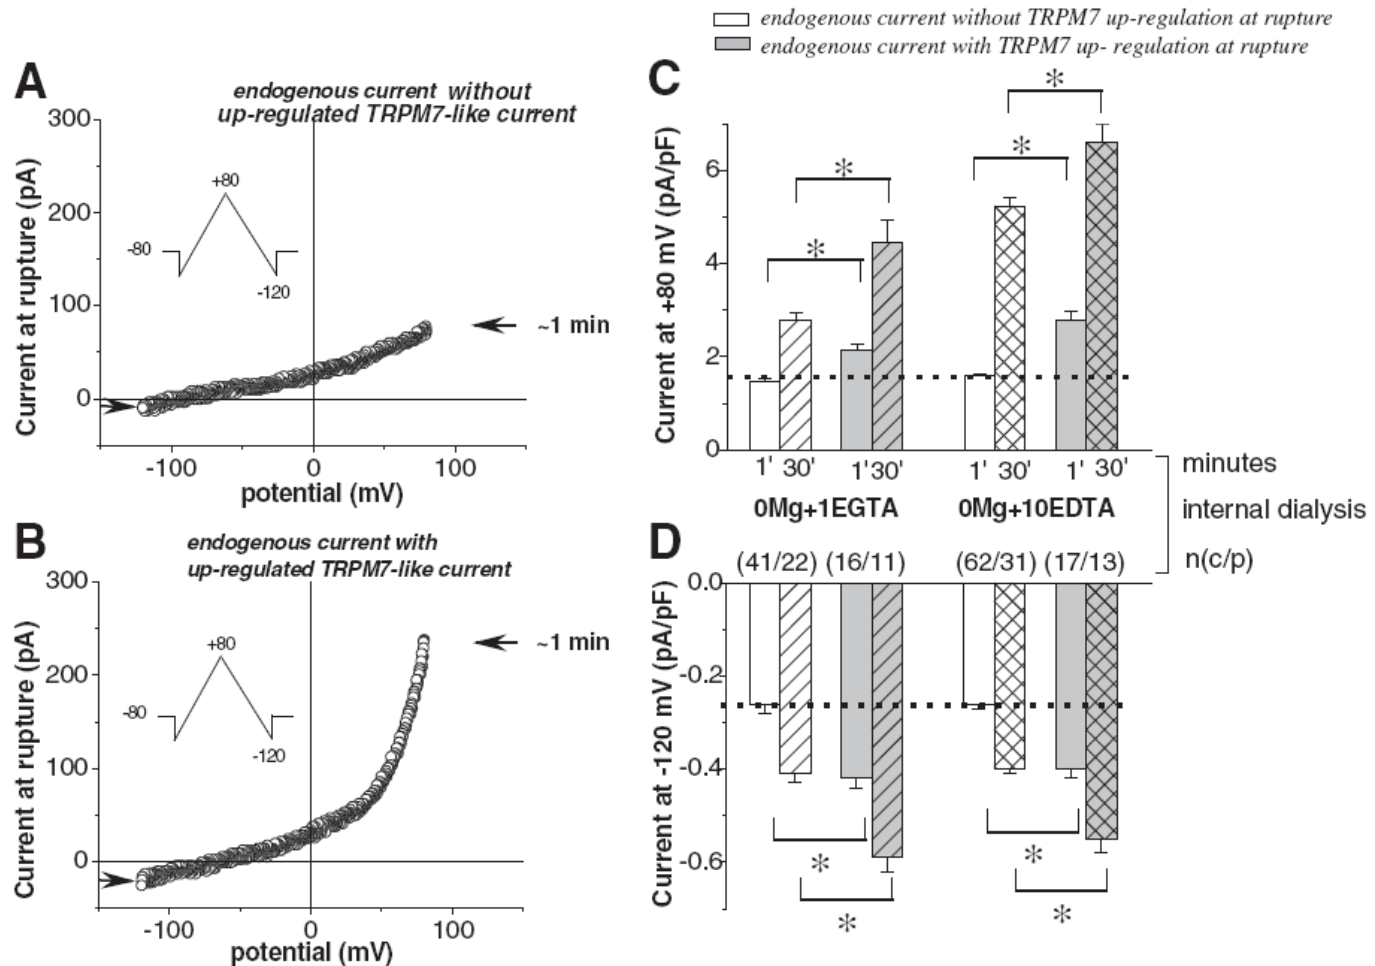 endogenous current without TRPM7 up-regulation at rupture
endogenous current with TRPM7 up- regulation at rupture
A
endogenous current without
up-regulated TRPM7-like current
Current at rupture (pA)
300
200
100
0
+80
-80
-120
~1 min
-100 0 100
potential (mV)
B
endogenous current with
up-regulated TRPM7-like current
Current at rupture (pA)
300
200
100
0
+80
-80
-120
~1 min
-100 0 100
potential (mV)
C
Current at +80 mV (pA/pF)
6
4
2
0
* * * *
1' 30' 1' 30' 1' 30' 1' 30'
minutes
0Mg+1EGTA 0Mg+10EDTA
internal dialysis
D
(41/22) (16/11) (62/31) (17/13)
n(c/p)
Current at -120 mV (pA/pF)
0.0
-0.2
-0.4
-0.6
* * * *